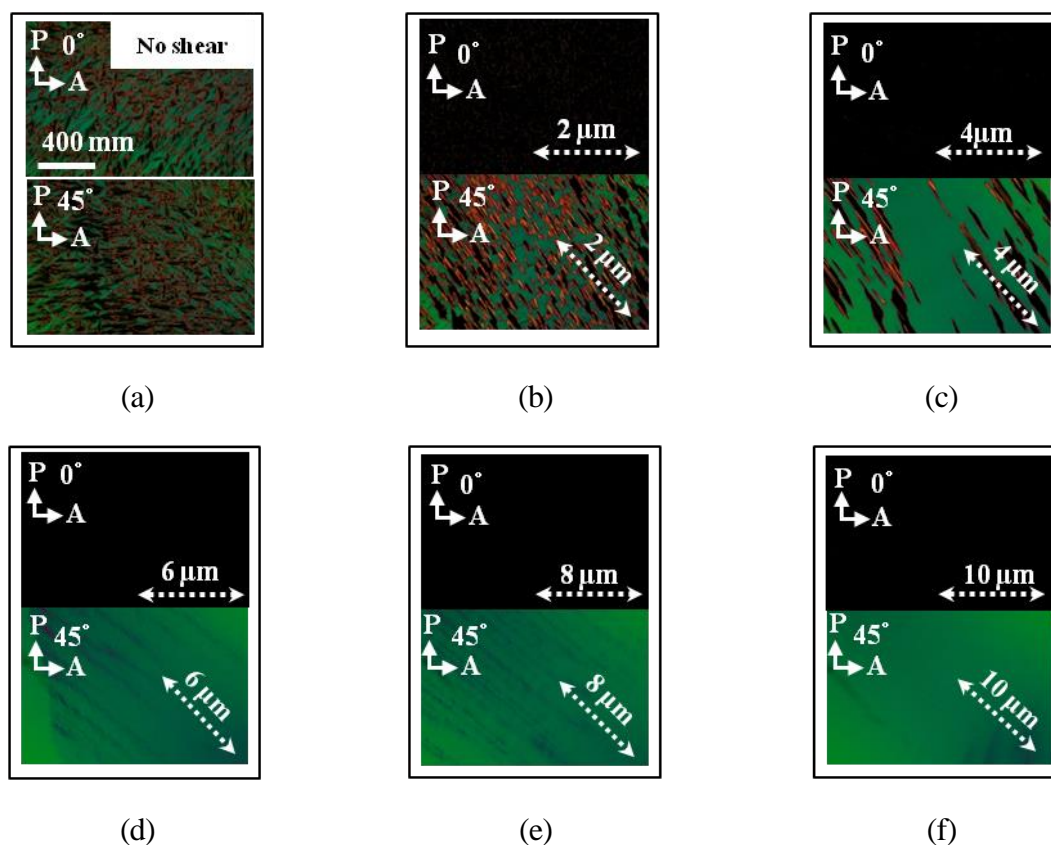 P 0°
No shear
A
400 mm
P 45°
A
(a)
P 0°
A
2 μm
P 45°
A
2 μm
(b)
P 0°
A
4μm
P 45°
A
4 μm
(c)
P 0°
A
6 μm
P 45°
A
6 μm
(d)
P 0°
A
8 μm
P 45°
A
8 μm
(e)
P 0°
A
10 μm
P 45°
A
10 μm
(f)